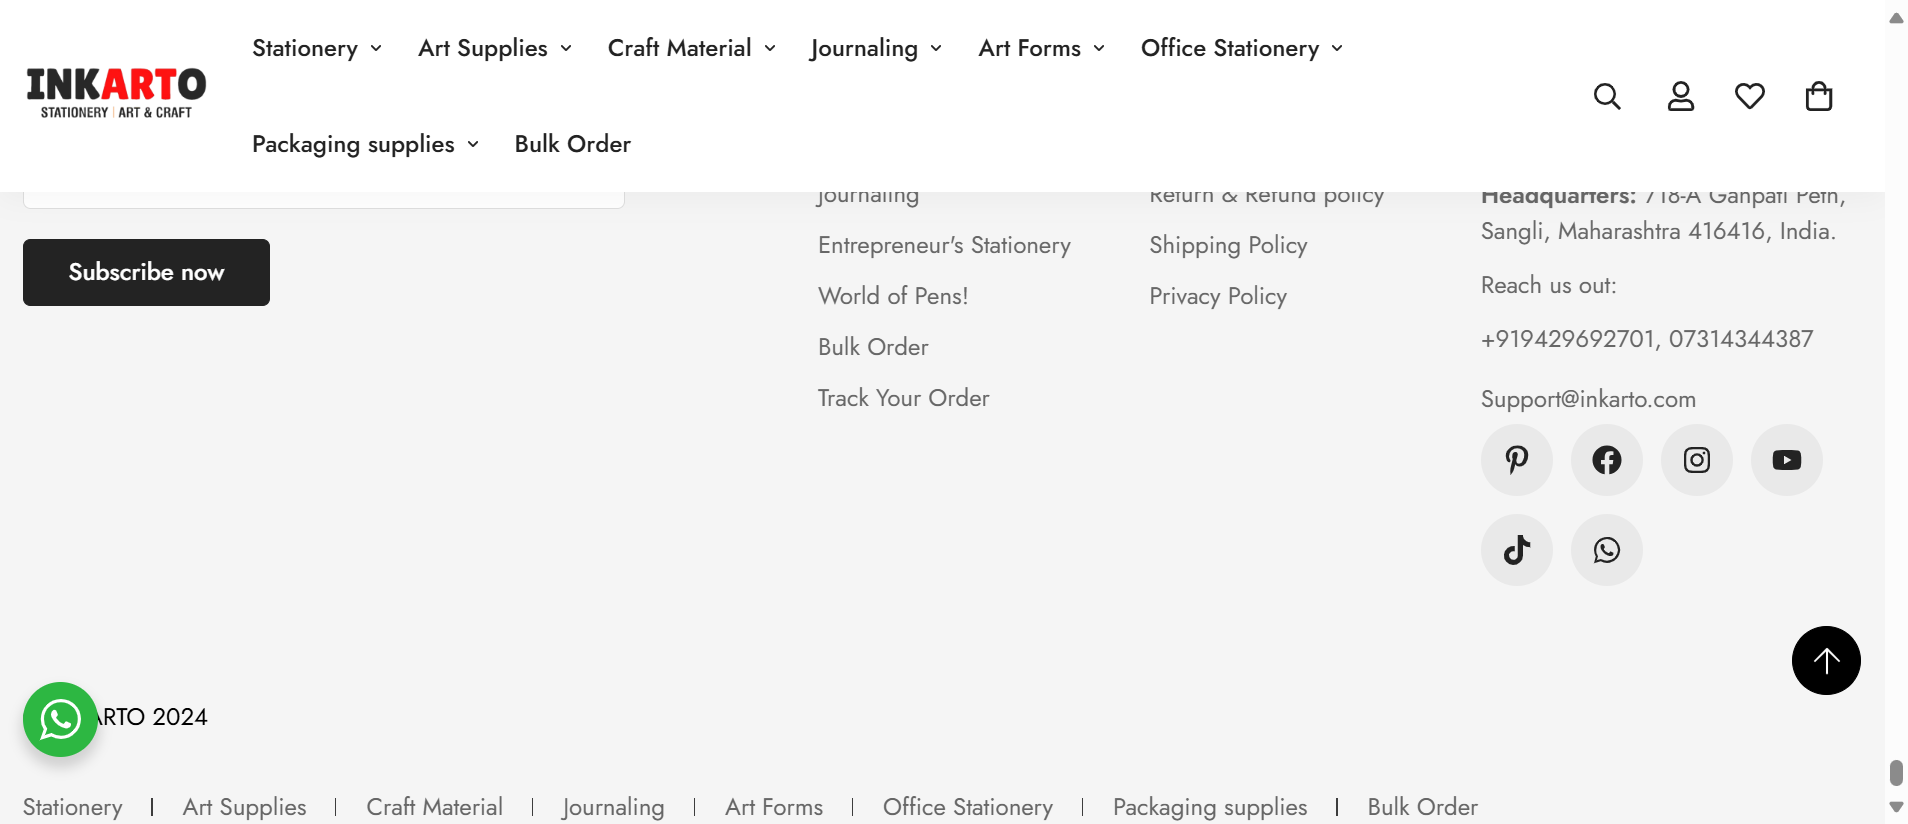 Stationery Art Supplies Craft Material Journaling Art Forms Office Stationery
INKARTO
STATIONERY | ART & CRAFT
Packaging supplies Bulk Order
Journaling
Entrepreneur's Stationery
World of Pens!
Bulk Order
Track Your Order
Return & Refund policy
Shipping Policy
Privacy Policy
Headquarters: 718-A Ganpati Peth,
Sangli, Maharashtra 416416, India.
Reach us out:
+919429692701, 07314344387
Support@inkarto.com
Subscribe now
ARTO 2024
Stationery | Art Supplies | Craft Material | Journaling | Art Forms | Office Stationery | Packaging supplies | Bulk Order